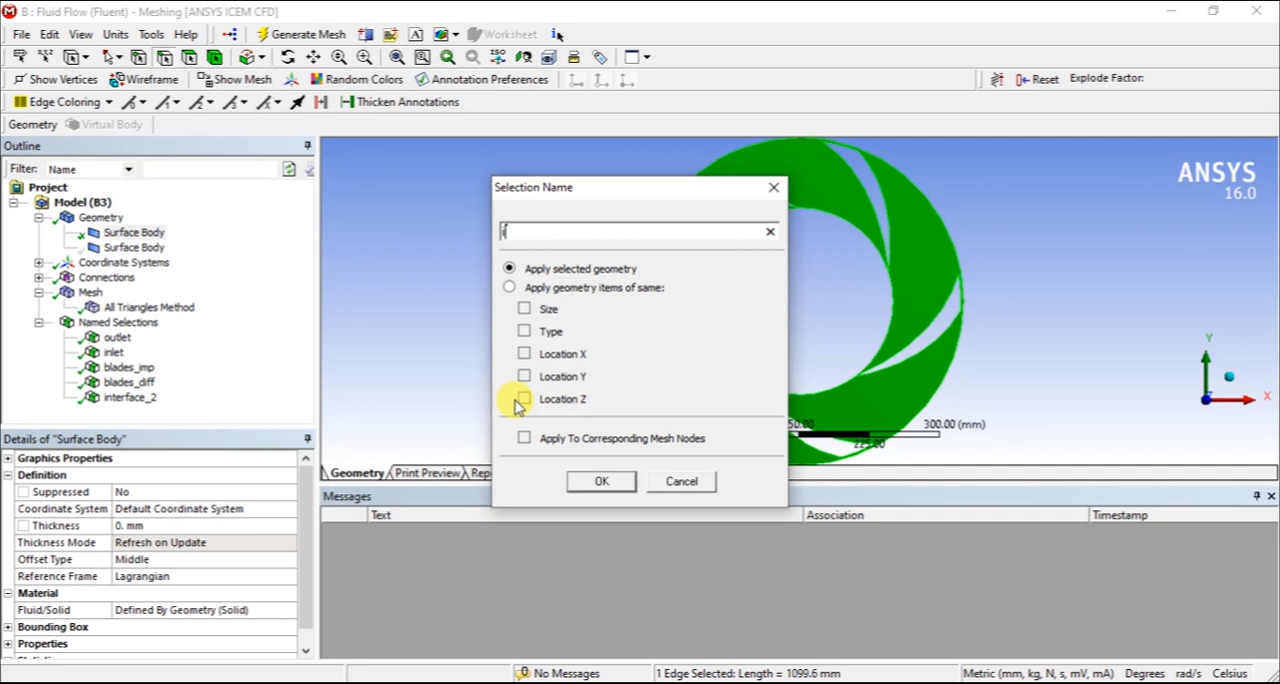 B : Fluid Flow (Fluent) - Meshing [ANSYS ICEM CFD]
File Edit View Units Tools Help Generate Mesh A Worksheet i
Show Vertices Wireframe Show Mesh Random Colors Annotation Preferences Reset Explode Factor:
Edge Coloring Thicken Annotations
Geometry Virtual Body
Outline
Filter: Name
Project
Model (B3)
Geometry
Surface Body
Surface Body
Coordinate Systems
Connections
Mesh
All Triangles Method
Named Selections
outlet
inlet
blades_imp
blades_diff
interface_2
Details of "Surface Body"
Graphics Properties
Definition
Suppressed No
Coordinate System Default Coordinate System
Thickness 0. mm
Thickness Mode Refresh on Update
Offset Type Middle
Reference Frame Lagrangian
Material
Fluid/Solid Defined By Geometry (Solid)
Bounding Box
Properties
ANSYS
16.0
Y
X
Z
300.00 (mm)
225.00
Selection Name
i
Apply selected geometry
Apply geometry items of same:
Size
Type
Location X
Location Y
Location Z
Apply To Corresponding Mesh Nodes
OK Cancel
Geometry Print Preview
Messages
Text Association Timestamp
No Messages 1 Edge Selected: Length = 1099.6 mm Metric (mm, kg, N, s, mV, mA) Degrees rad/s Celsius